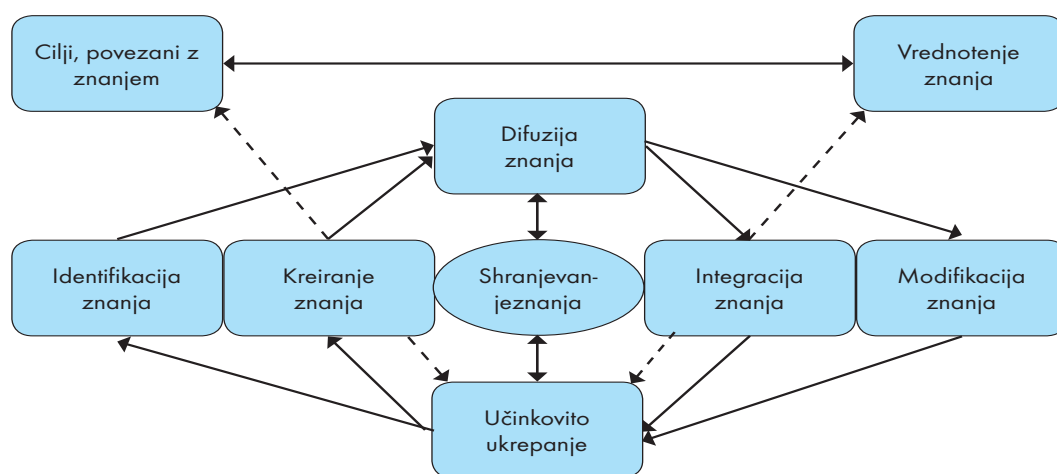 Cilji, povezani z
znanjem
Vrednotenje
znanja
Difuzija
znanja
Identifikacija
znanja
Kreiranje
znanja
Shranjevan-
jeznanja
Integracija
znanja
Modifikacija
znanja
Učinkovito
ukrepanje